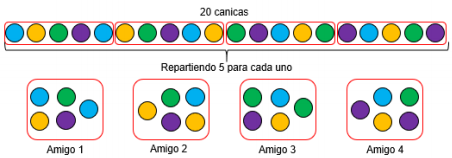 20 canicas
Repartiendo 5 para cada uno
Amigo 1
Amigo 2
Amigo 3
Amigo 4